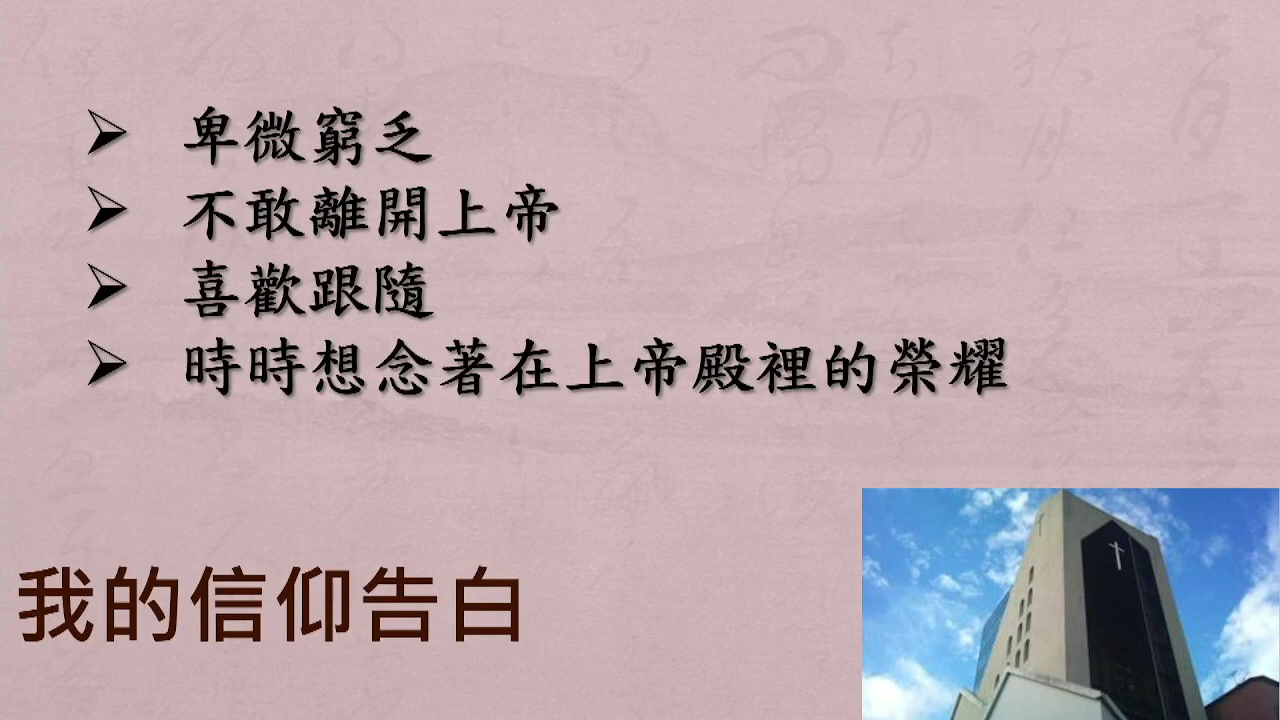 卑微窮乏
不敢離開上帝
喜歡跟隨
時時想念著在上帝殿裡的榮耀
我的信仰告白